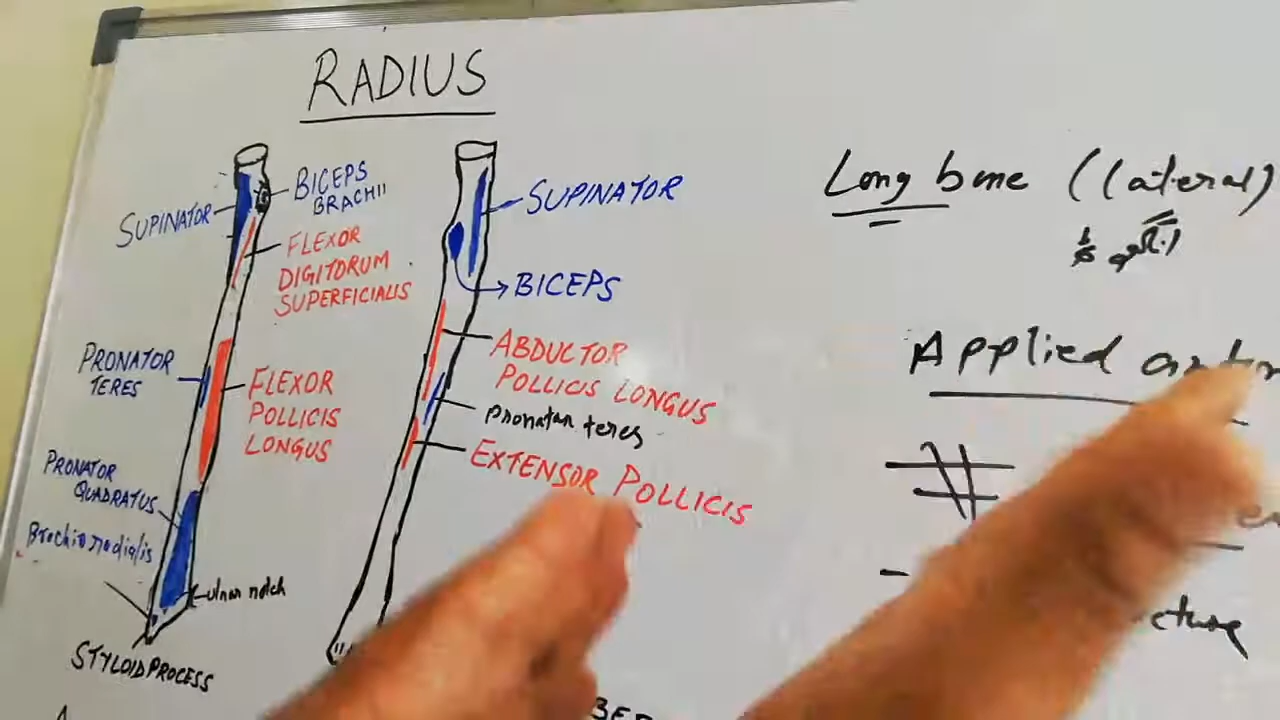 RADIUS
SUPINATOR
BICEPS
BRACHII
FLEXOR
DIGITORUM
SUPERFICIALIS
PRONATOR
TERES
FLEXOR
POLLICIS
LONGUS
PRONATOR
QUADRATUS
Brachioradialis
ulnar notch
STYLOID PROCESS
SUPINATOR
BICEPS
ABDUCTOR
POLLICIS LONGUS
pronator teres
EXTENSOR POLLICIS
Long bone (Lateral)
Applied